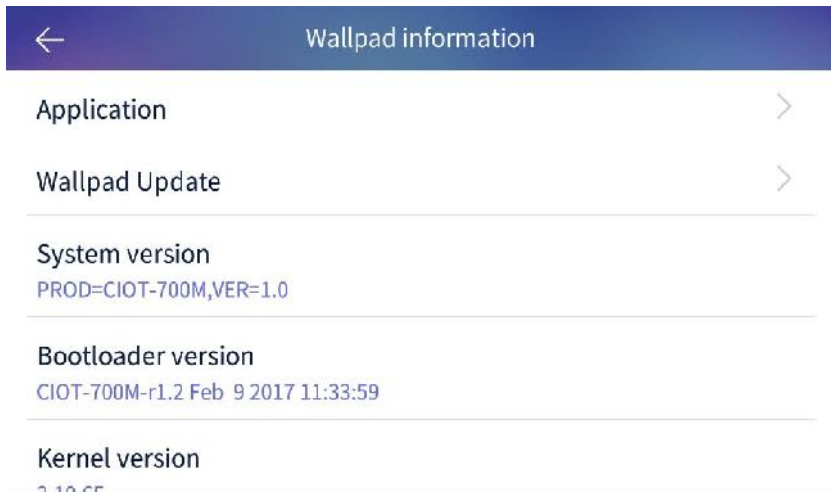 Wallpad information
Application
Wallpad Update
System version
PROD=CIOT-700M,VER=1.0
Bootloader version
CIOT-700M-r1.2 Feb 9 2017 11:33:59
Kernel version